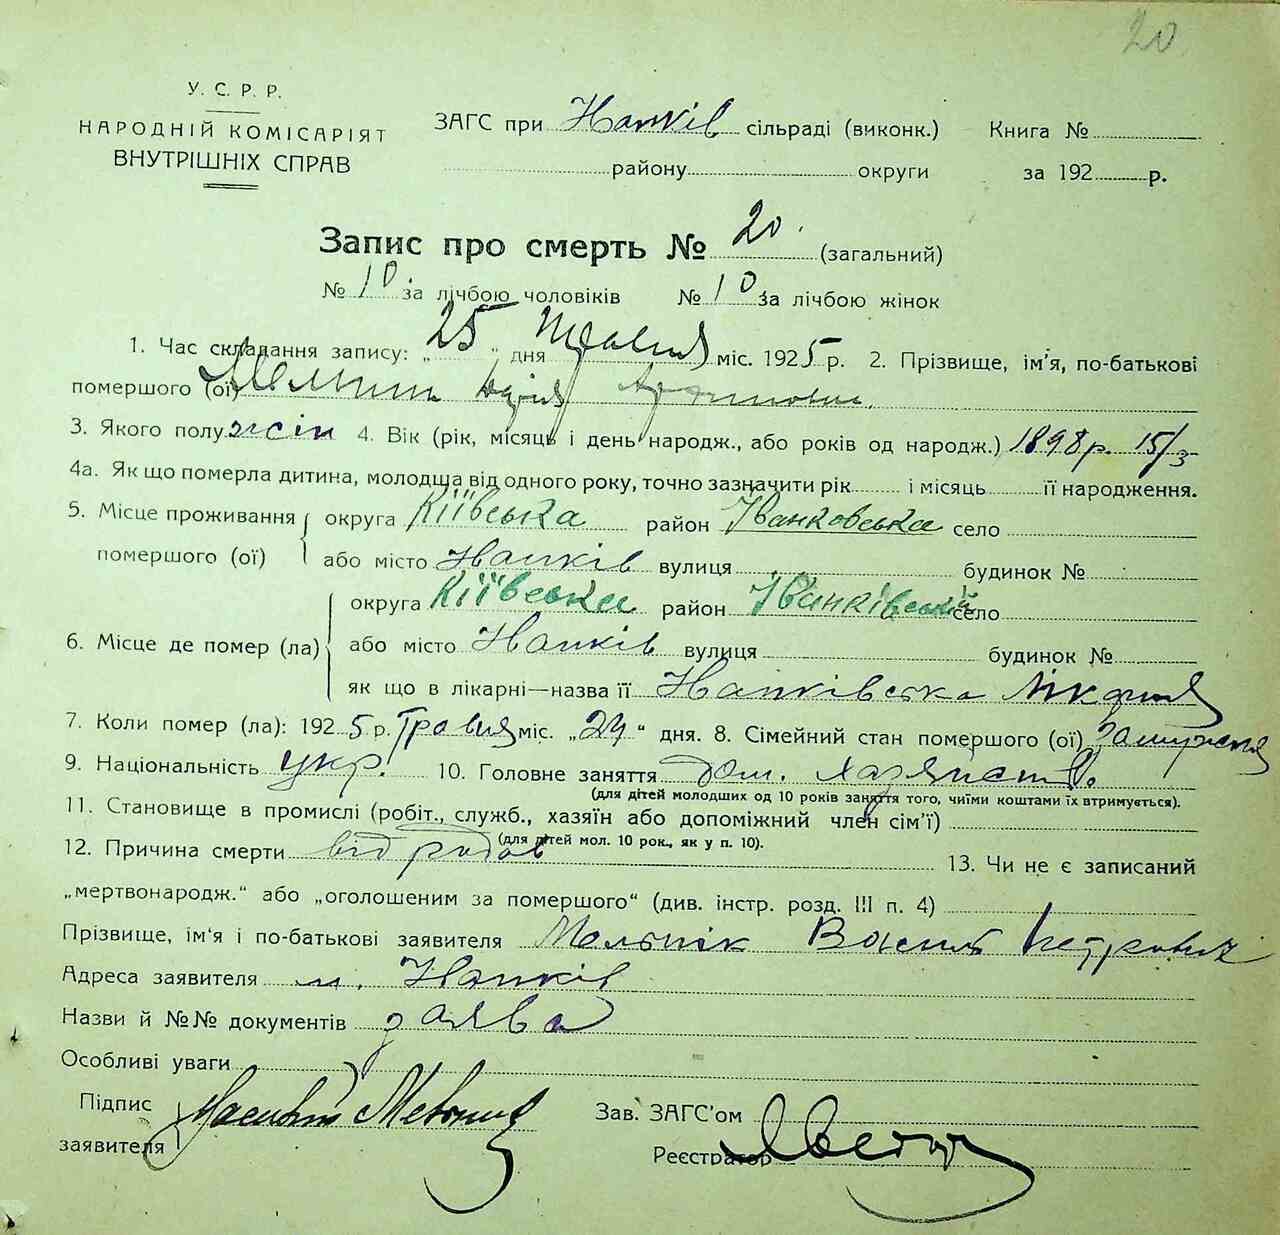 20
У. С. Р. Р.
НАРОДНІЙ КОМІСАРІЯТ
ВНУТРІШНІХ СПРАВ
ЗАГС при сільраді (виконк.) Книга №
району округи за 192 р.
Запис про смерть № 20. (загальний)
№ 10 за лічбою чоловіків № 10 за лічбою жінок
1. Час складання запису: „25" дня Травня міс. 1925 р. 2. Прізвище, ім'я, по-батькові
помершого (ої)
3. Якого полу жін 4. Вік (рік, місяць і день народж., або років од народж.) 1898 р. 15/3
4а. Як що померла дитина, молодща від одного року, точно зазначити рік і місяць її народження.
5. Місце проживання помершого (ої) округа Київська район Іванковська село
або місто вулиця будинок №
6. Місце де помер (ла) округа Київська район Іванківський село
або місто вулиця будинок №
як що в лікарні—назва її
7. Коли помер (ла): 1925 р. Травня міс. „24" дня. 8. Сімейний стан помершого (ої) Замужня
9. Національність укр. 10. Головне заняття дом.
(для дітей молодших од 10 років заняття того, чиїми коштами їх втримується).
11. Становище в промислі (робіт., служб., хазяїн або допоміжний член сім'ї)
(для дітей мол. 10 рок., як у п. 10).
12. Причина смерти від родов 13. Чи не є записаний
„мертвонародж." або „оголошеним за помершого" (див. інстр. розд. III п. 4)
Прізвище, ім'я і по-батькові заявителя Мельнік Василь Петрович
Адреса заявителя м.
Назви й №№ документів заява
Особливі уваги
Підпис заявителя
Зав. ЗАГС'ом
Реєстратор